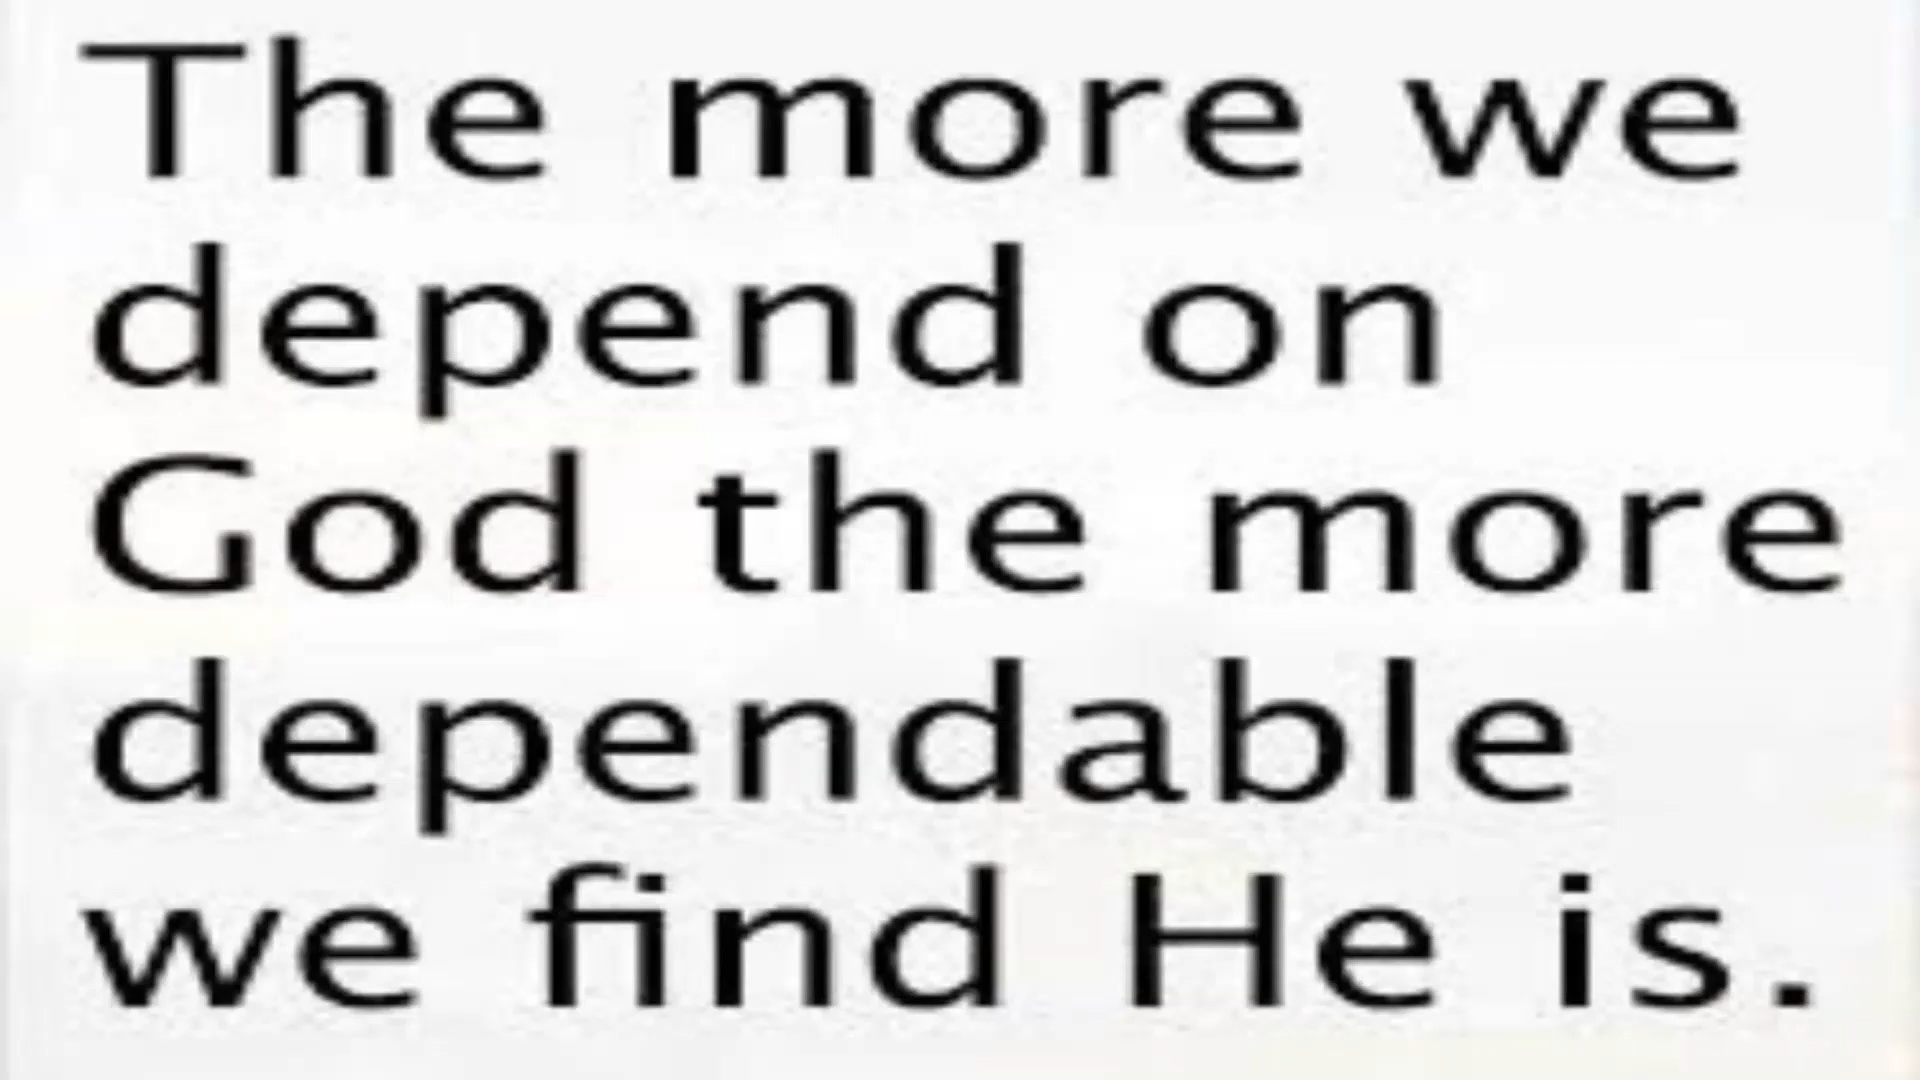 The more we
depend on
God the more
dependable
we find He is.